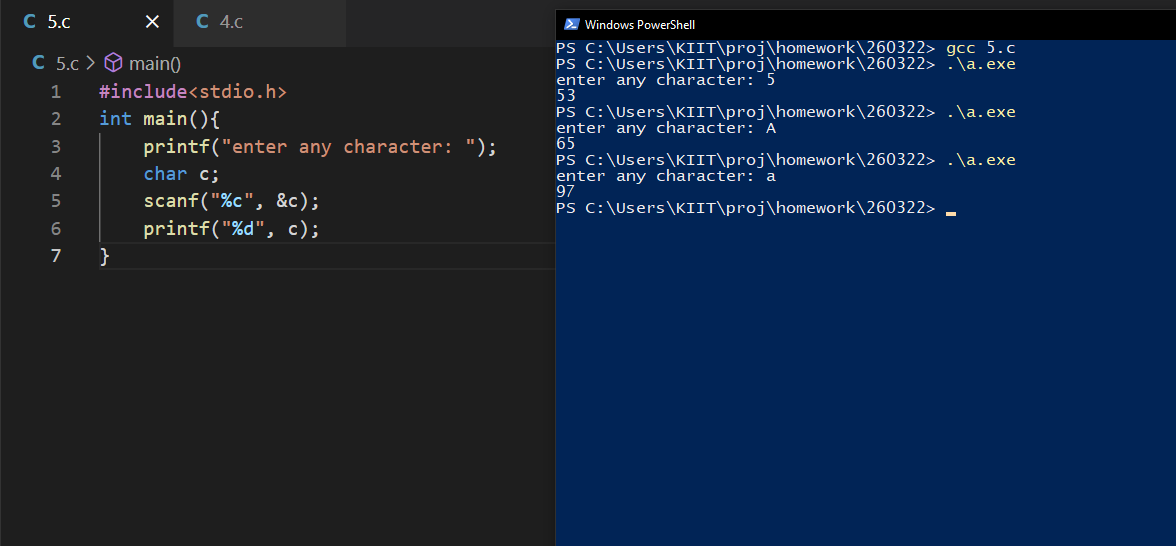 C 5.c × C 4.c
C 5.c > main()
1 #include<stdio.h>
2 int main(){
3 printf("enter any character: ");
4 char c;
5 scanf("%c", &c);
6 printf("%d", c);
7 }
Windows PowerShell
PS C:\Users\KIIT\proj\homework\260322> gcc 5.c
PS C:\Users\KIIT\proj\homework\260322> .\a.exe
enter any character: 5
53
PS C:\Users\KIIT\proj\homework\260322> .\a.exe
enter any character: A
65
PS C:\Users\KIIT\proj\homework\260322> .\a.exe
enter any character: a
97
PS C:\Users\KIIT\proj\homework\260322>